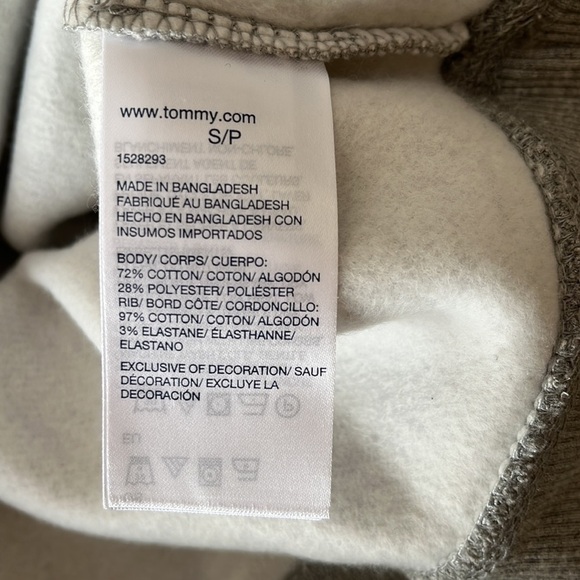 www.tommy.com
S/P
1528293
MADE IN BANGLADESH
FABRIQUÉ AU BANGLADESH
HECHO EN BANGLADESH CON
INSUMOS IMPORTADOS
BODY/ CORPS/ CUERPO:
72% COTTON/ COTON/ ALGODÓN
28% POLYESTER/ POLIÉSTER
RIB/ BORD CÔTE/ CORDONCILLO:
97% COTTON/ COTON/ ALGODÓN
3% ELASTANE/ ÉLASTHANNE/
ELASTANO
EXCLUSIVE OF DECORATION/ SAUF
DÉCORATION/ EXCLUYE LA
DECORACIÓN